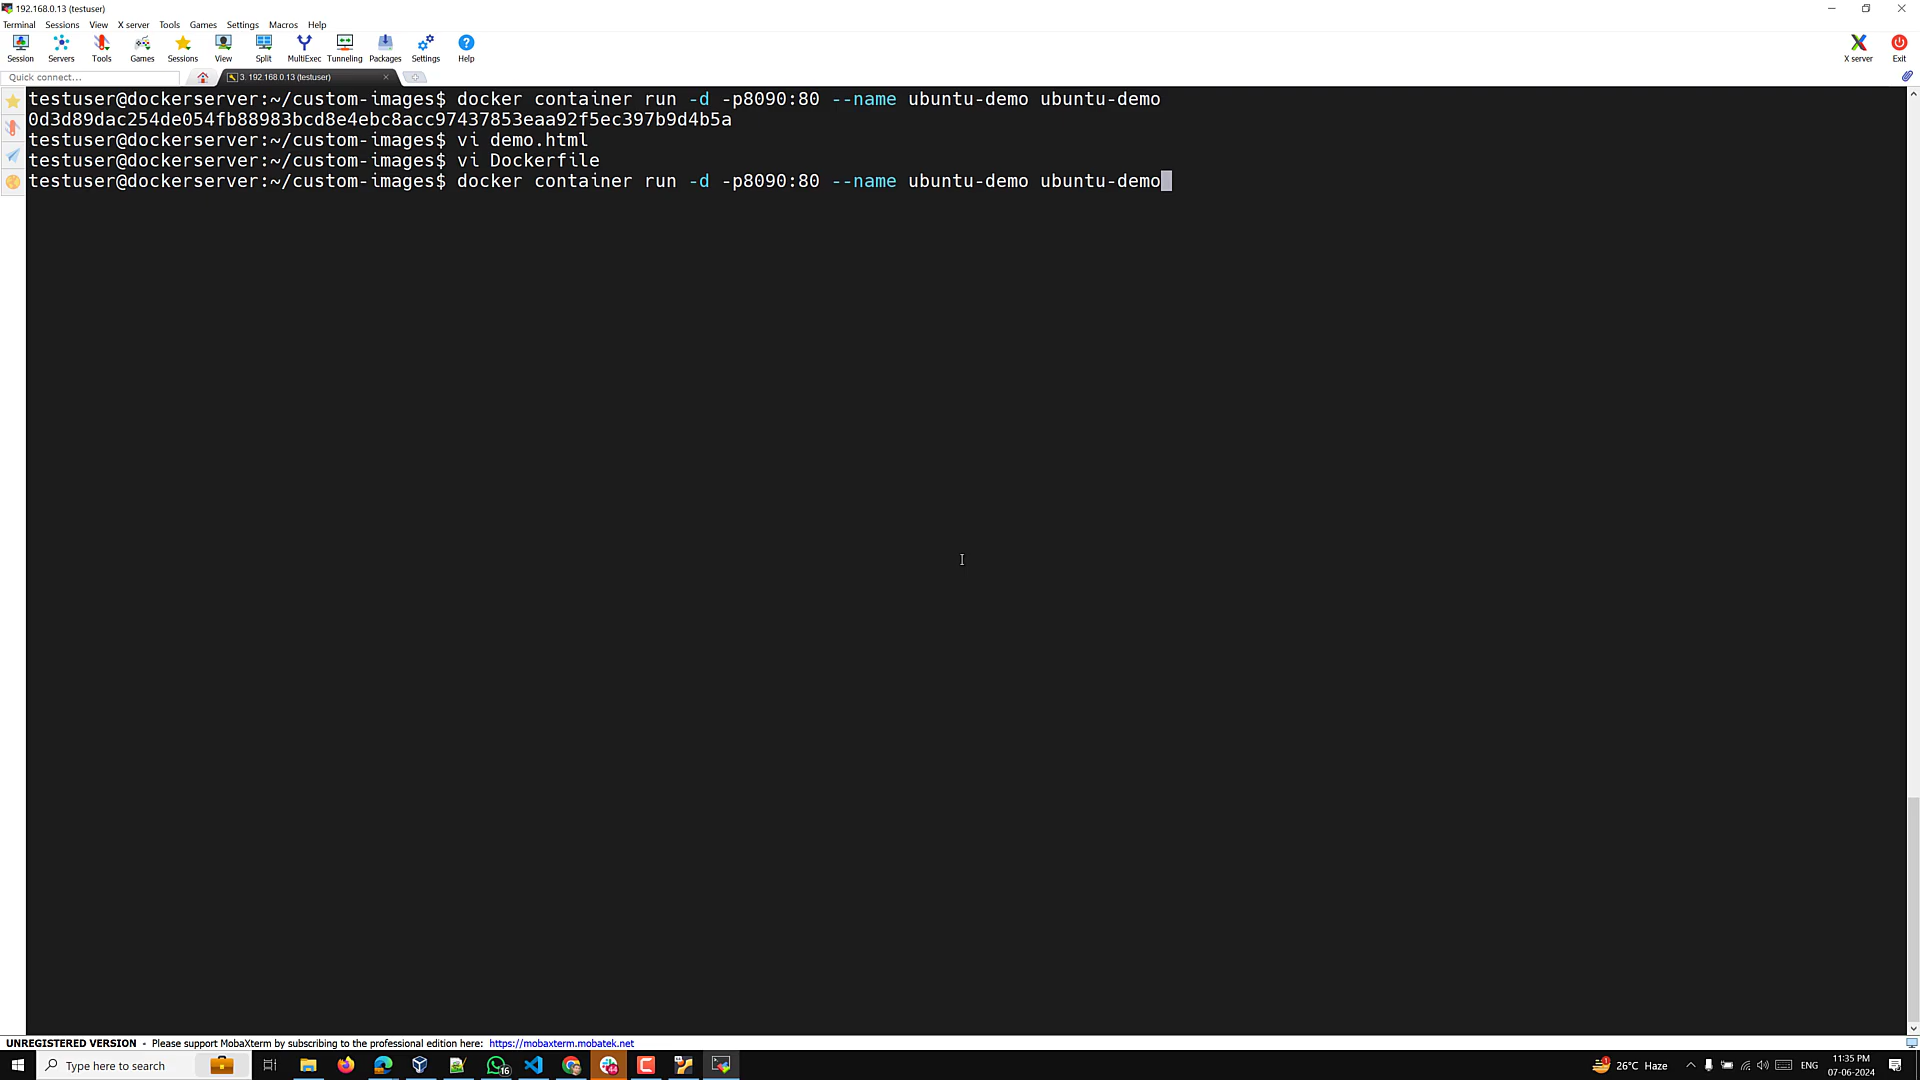 192.168.0.13 (testuser)
Terminal Sessions View X server Tools Games Settings Macros Help
Session Servers Tools Games Sessions View Split MultiExec Tunneling Packages Settings Help X server Exit
Quick connect... 3. 192.168.0.13 (testuser)
testuser@dockerserver:~/custom-images$ docker container run -d -p8090:80 --name ubuntu-demo ubuntu-demo
0d3d89dac254de054fb88983bcd8e4ebc8acc97437853eaa92f5ec397b9d4b5a
testuser@dockerserver:~/custom-images$ vi demo.html
testuser@dockerserver:~/custom-images$ vi Dockerfile
testuser@dockerserver:~/custom-images$ docker container run -d -p8090:80 --name ubuntu-demo ubuntu-demo
UNREGISTERED VERSION - Please support MobaXterm by subscribing to the professional edition here: https://mobaxterm.mobatek.net
Type here to search 16 44 1 26°C Haze ENG 11:35 PM
07-06-2024